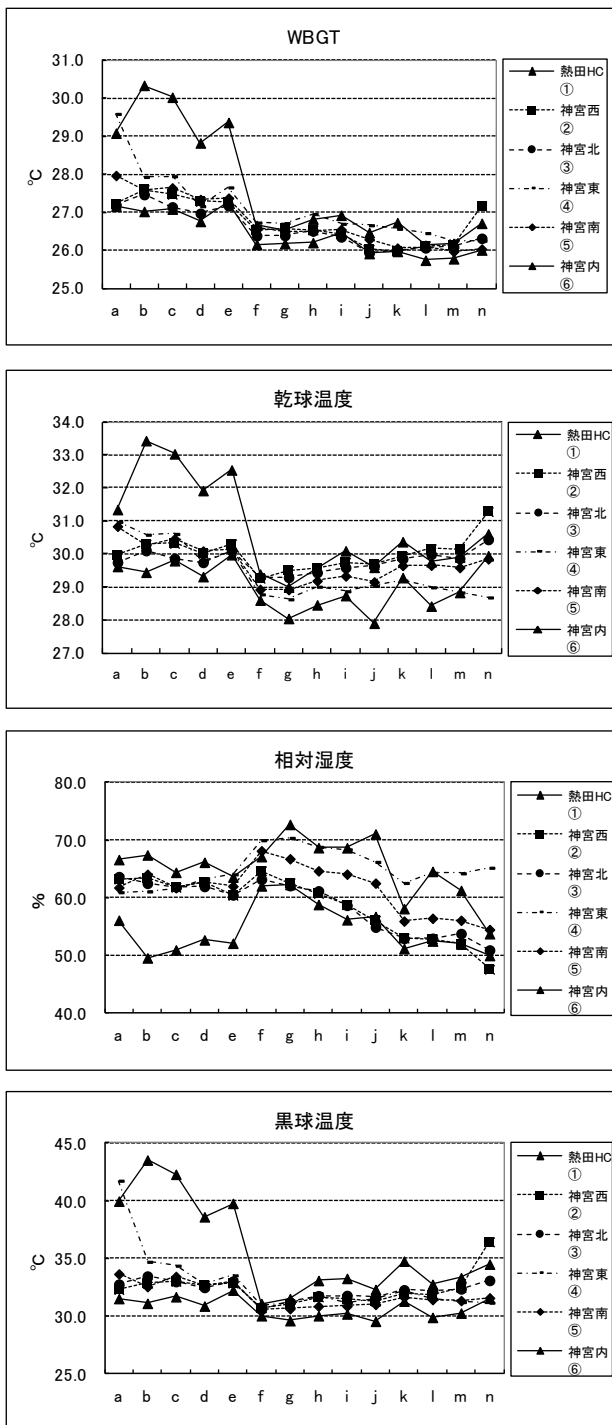 WBGT
31.0
30.0
29.0
28.0
27.0
26.0
25.0
℃
a b c d e f g h i j k l m n
熱田HC
①
神宮西
②
神宮北
③
神宮東
④
神宮南
⑤
神宮内
⑥
乾球温度
34.0
33.0
32.0
31.0
30.0
29.0
28.0
27.0
℃
a b c d e f g h i j k l m n
熱田HC
①
神宮西
②
神宮北
③
神宮東
④
神宮南
⑤
神宮内
⑥
相対湿度
80.0
70.0
60.0
50.0
40.0
%
a b c d e f g h i j k l m n
熱田HC
①
神宮西
②
神宮北
③
神宮東
④
神宮南
⑤
神宮内
⑥
黒球温度
45.0
40.0
35.0
30.0
25.0
℃
a b c d e f g h i j k l m n
熱田HC
①
神宮西
②
神宮北
③
神宮東
④
神宮南
⑤
神宮内
⑥